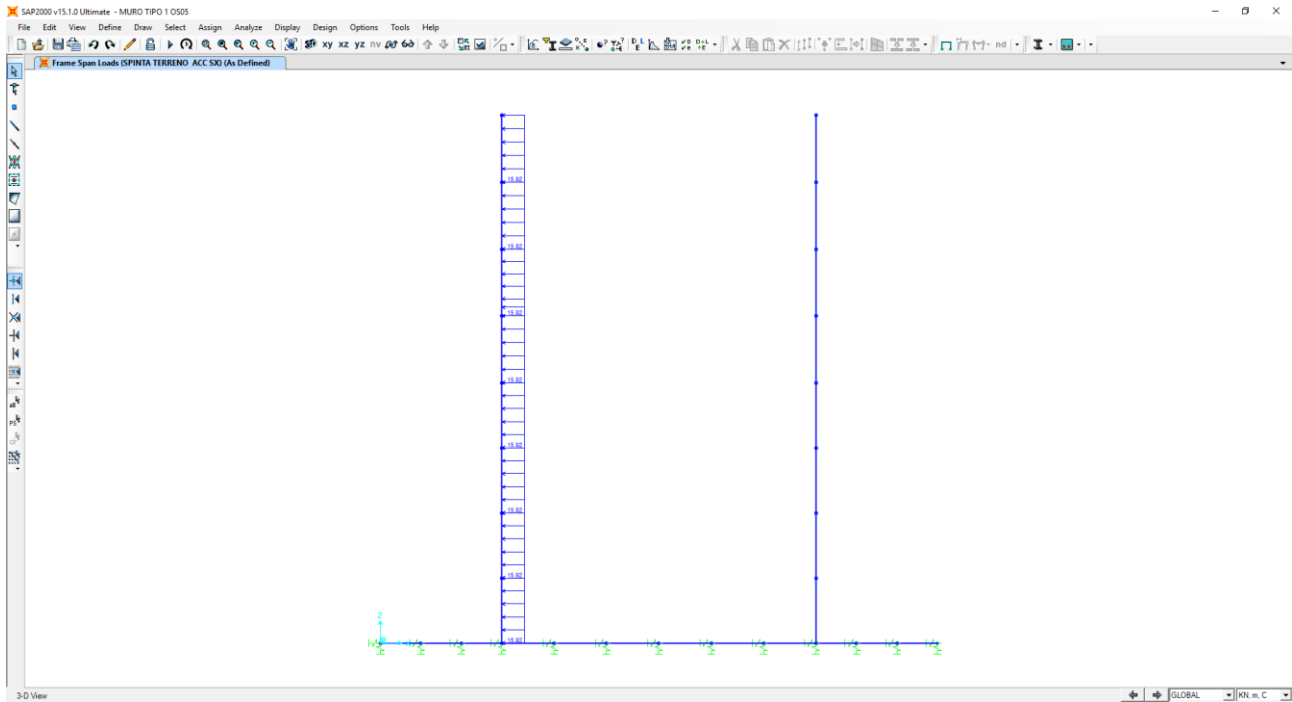 SAP2000 v15.1.0 Ultimate - MURO TIPO 1 OS05
File Edit View Define Draw Select Assign Analyze Display Design Options Tools Help
xy xz yz nv nd
Frame Span Loads (SPINTA TERRENO ACC SX) (As Defined)
15.92
15.92
15.92
15.92
15.92
15.92
15.92
Z
15.92
3-D View GLOBAL KN, m, C